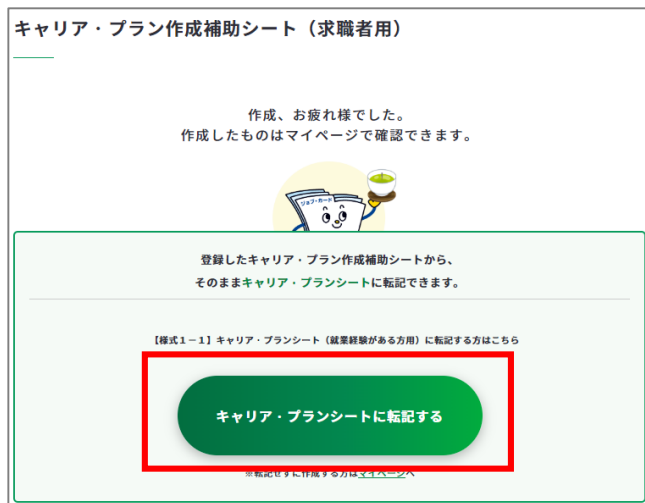 キャリア・プラン作成補助シート（求職者用）
作成、お疲れ様でした。
作成したものはマイページで確認できます。
ジョブ・カード
登録したキャリア・プラン作成補助シートから、
そのままキャリア・プランシートに転記できます。
【様式１－１】キャリア・プランシート（就業経験がある方用）に転記する方はこちら
キャリア・プランシートに転記する
※転記せずに作成する方はマイページへ